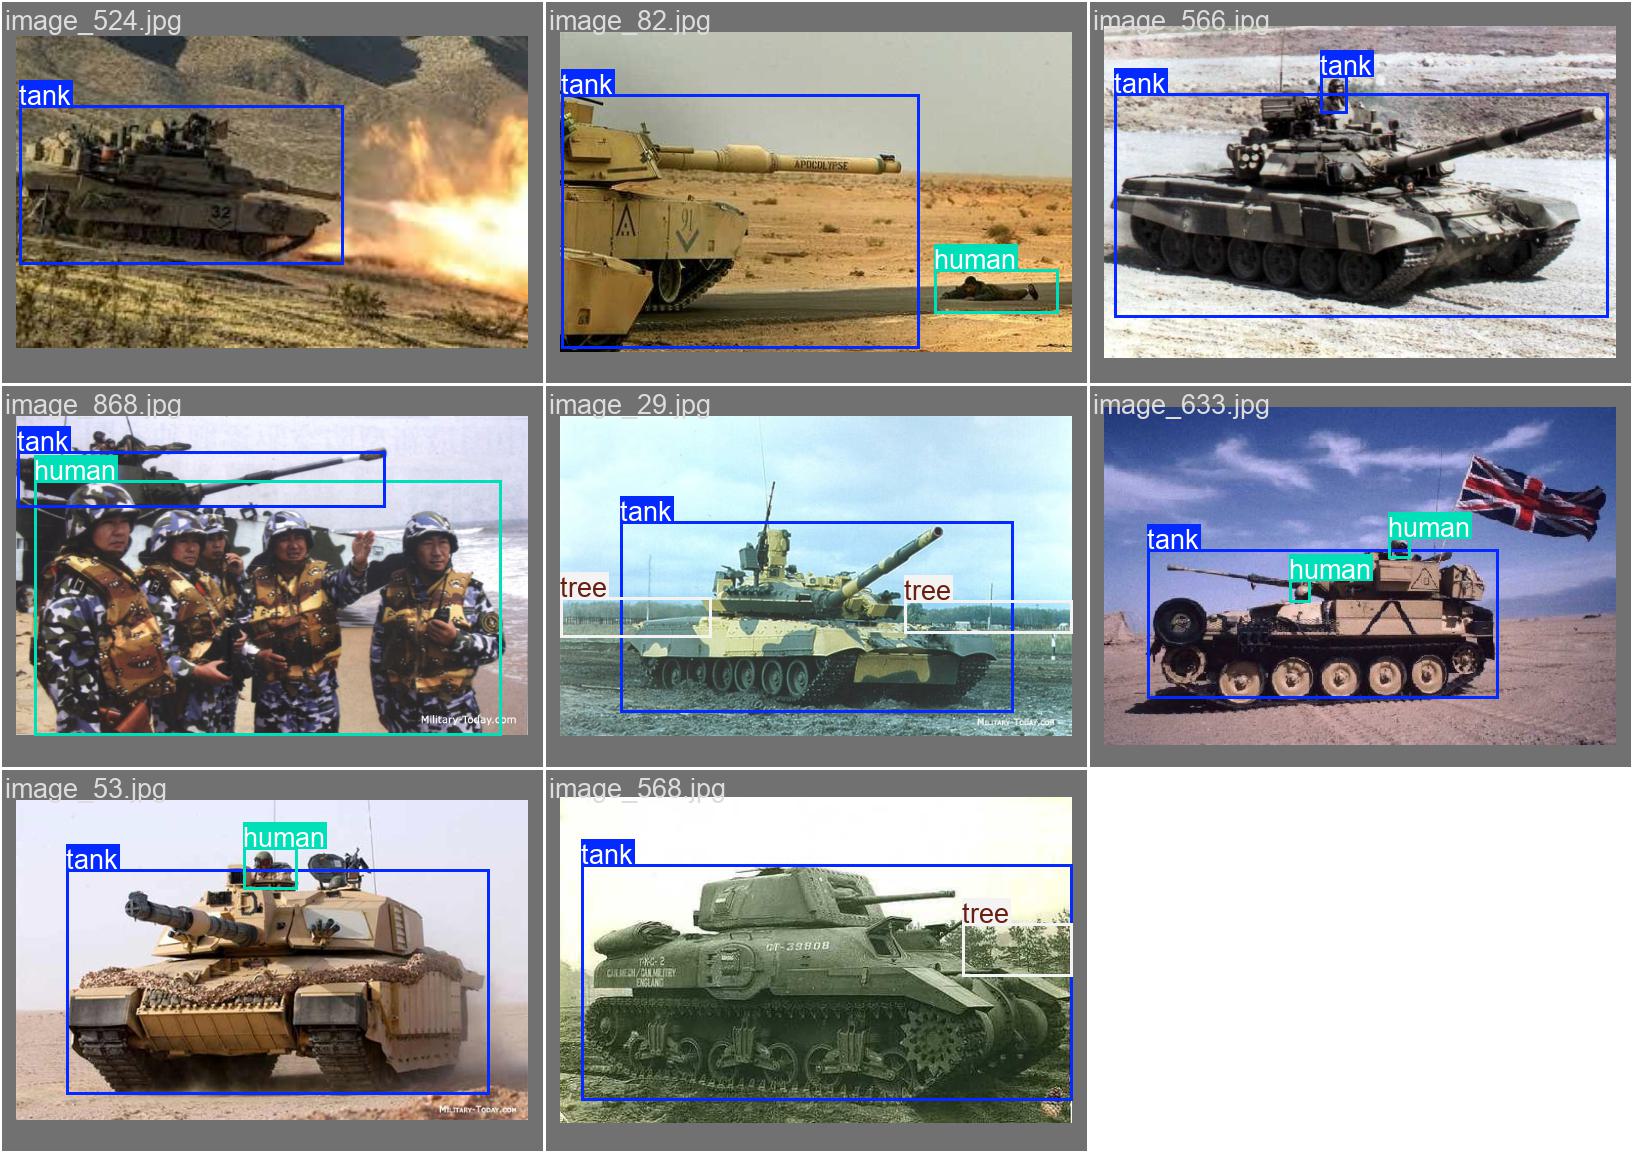 image_524.jpg
tank
32
image_82.jpg
tank
APOCOLYPSE
91
human
image_566.jpg
tank
tank
image_868.jpg
tank
human
Military-Today.com
image_29.jpg
tank
tree
tree
Military-Today.com
image_633.jpg
human
tank
human
image_53.jpg
human
tank
Military-Today.com
image_568.jpg
tank
tree
CT-39808
ENGLAND